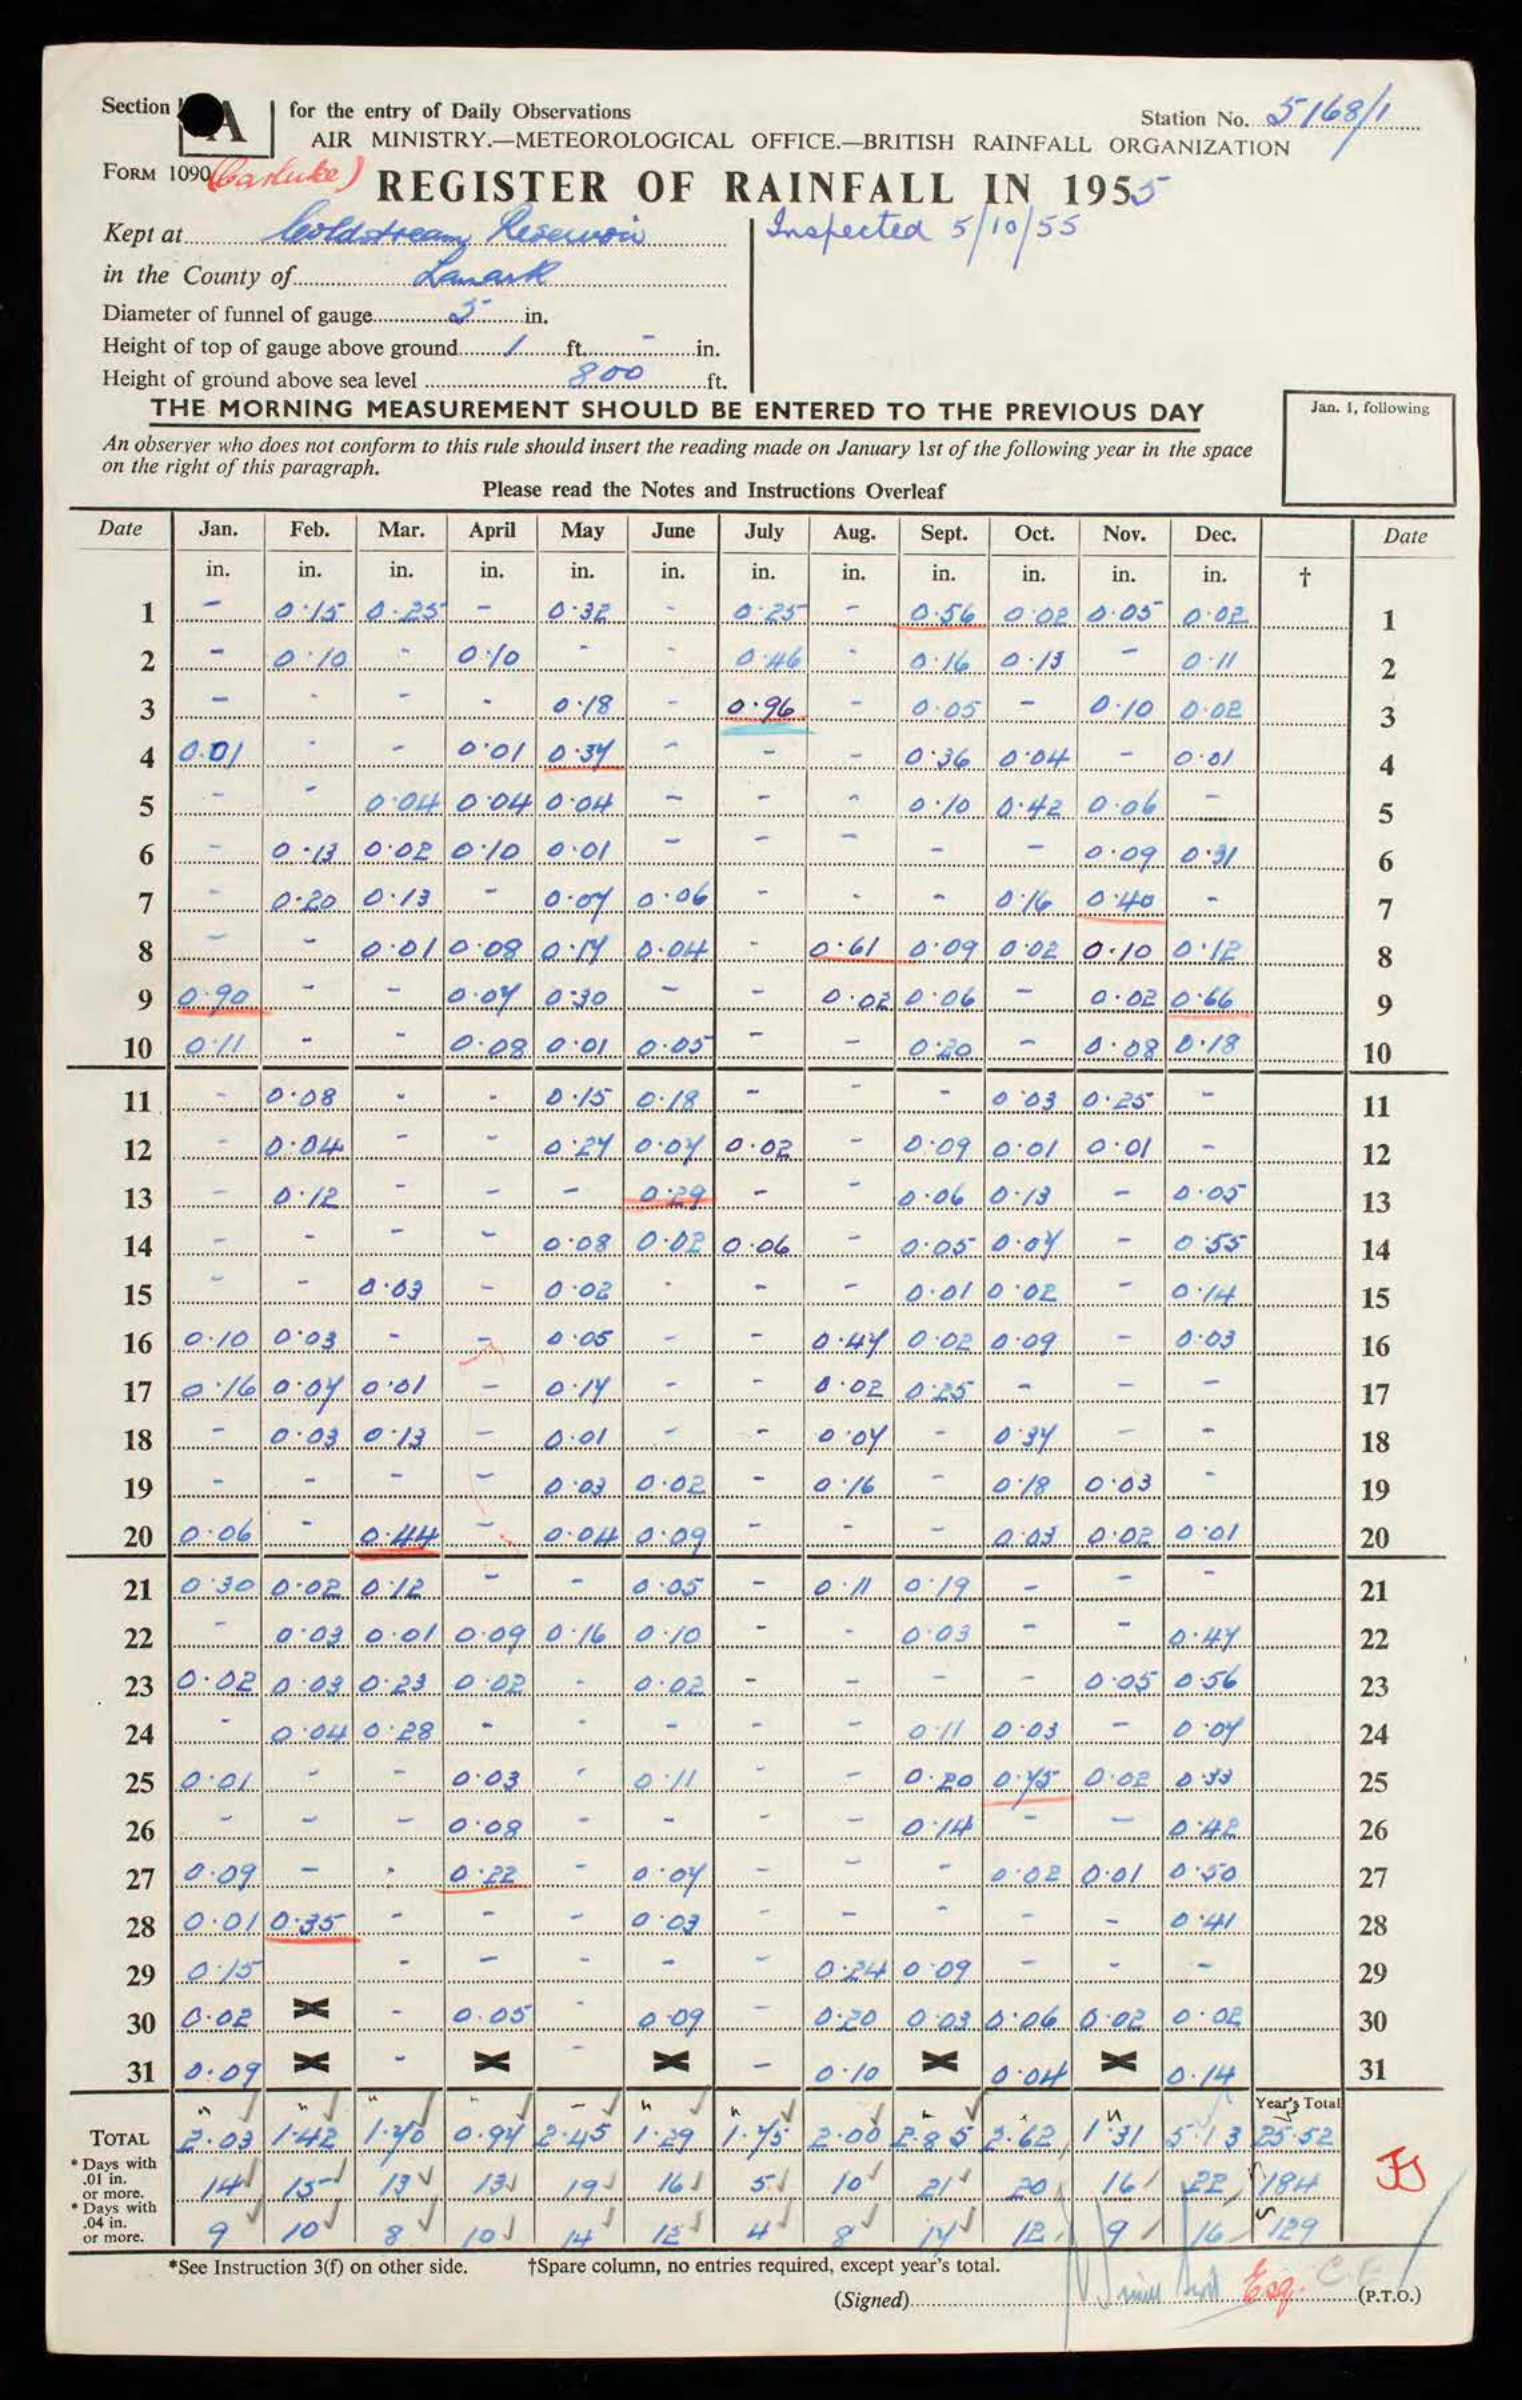 Section A for the entry of Daily Observations
Station No. 5168/1
AIR MINISTRY.—METEOROLOGICAL OFFICE.—BRITISH RAINFALL ORGANIZATION
FORM 1090 (Carluke) REGISTER OF RAINFALL IN 1955
Kept at Coldstream Reservoir
Inspected 5/10/55
in the County of Lanark
Diameter of funnel of gauge 5 in.
Height of top of gauge above ground 1 ft. - in.
Height of ground above sea level 800 ft.
THE MORNING MEASUREMENT SHOULD BE ENTERED TO THE PREVIOUS DAY
Jan. 1, following
An observer who does not conform to this rule should insert the reading made on January 1st of the following year in the space
on the right of this paragraph.
Please read the Notes and Instructions Overleaf
Date Jan. Feb. Mar. April May June July Aug. Sept. Oct. Nov. Dec. Date
in. in. in. in. in. in. in. in. in. in. in. in. †
1 - 0·15 0·25 - 0·32 - 0·25 - 0·56 0·02 0·05 0·02 1
2 - 0·10 - 0·10 - - 0·46 - 0·16 0·13 - 0·11 2
3 - - - - 0·18 - 0·96 - 0·05 - 0·10 0·02 3
4 0·01 - - 0·01 0·37 - - - 0·36 0·04 - 0·01 4
5 - - 0·04 0·04 0·04 - - - 0·10 0·42 0·06 - 5
6 - 0·13 0·02 0·10 0·01 - - - - - 0·09 0·31 6
7 - 0·20 0·13 - 0·07 0·06 - - - 0·16 0·40 - 7
8 - - 0·01 0·08 0·17 0·04 - 0·61 0·09 0·02 0·10 0·12 8
9 0·90 - - 0·07 0·30 - - 0·02 0·06 - 0·02 0·66 9
10 0·11 - - 0·08 0·01 0·05 - - 0·20 - 0·08 0·18 10
11 - 0·08 - - 0·15 0·18 - - - 0·03 0·25 - 11
12 - 0·04 - - 0·27 0·07 0·02 - 0·09 0·01 0·01 - 12
13 - 0·12 - - - 0·29 - - 0·06 0·13 - 0·05 13
14 - - - - 0·08 0·02 0·06 - 0·05 0·07 - 0·55 14
15 - - 0·03 - 0·02 - - - 0·01 0·02 - 0·14 15
16 0·10 0·03 - - 0·05 - - 0·47 0·02 0·09 - 0·03 16
17 0·16 0·07 0·01 - 0·17 - - 0·02 0·25 - - - 17
18 - 0·03 0·13 - 0·01 - - 0·07 - 0·37 - - 18
19 - - - - 0·03 0·02 - 0·16 - 0·18 0·03 - 19
20 0·06 - 0·44 - 0·04 0·09 - - - 0·03 0·02 0·01 20
21 0·30 0·02 0·12 - - 0·05 - 0·11 0·19 - - - 21
22 - 0·03 0·01 0·09 0·16 0·10 - - 0·03 - - 0·47 22
23 0·02 0·03 0·23 0·02 - 0·02 - - - - 0·05 0·56 23
24 - 0·04 0·28 - - - - - 0·11 0·03 - 0·07 24
25 0·01 - - 0·03 - 0·11 - - 0·20 0·75 0·02 0·33 25
26 - - - 0·08 - - - - 0·14 - - 0·42 26
27 0·09 - - 0·22 - 0·07 - - - 0·02 0·01 0·50 27
28 0·01 0·35 - - - 0·03 - - - - - 0·41 28
29 0·15 - - - - - 0·24 0·09 - - - 29
30 0·02 X - 0·05 - 0·09 - 0·20 0·03 0·06 0·02 0·02 30
31 0·09 X - X - X - 0·10 X 0·04 X 0·14 31
Year's Total
TOTAL 2·03 1·42 1·70 0·97 2·45 1·29 1·75 2·00 2·85 2·62 1·31 5·13 25·52
* Days with .01 in. or more. 14 15 13 13 19 16 5 10 21 20 16 22 184
* Days with .04 in. or more. 9 10 8 10 14 12 4 8 14 12 9 16 129
*See Instruction 3(f) on other side. †Spare column, no entries required, except year's total.
(Signed) Esq. (P.T.O.)